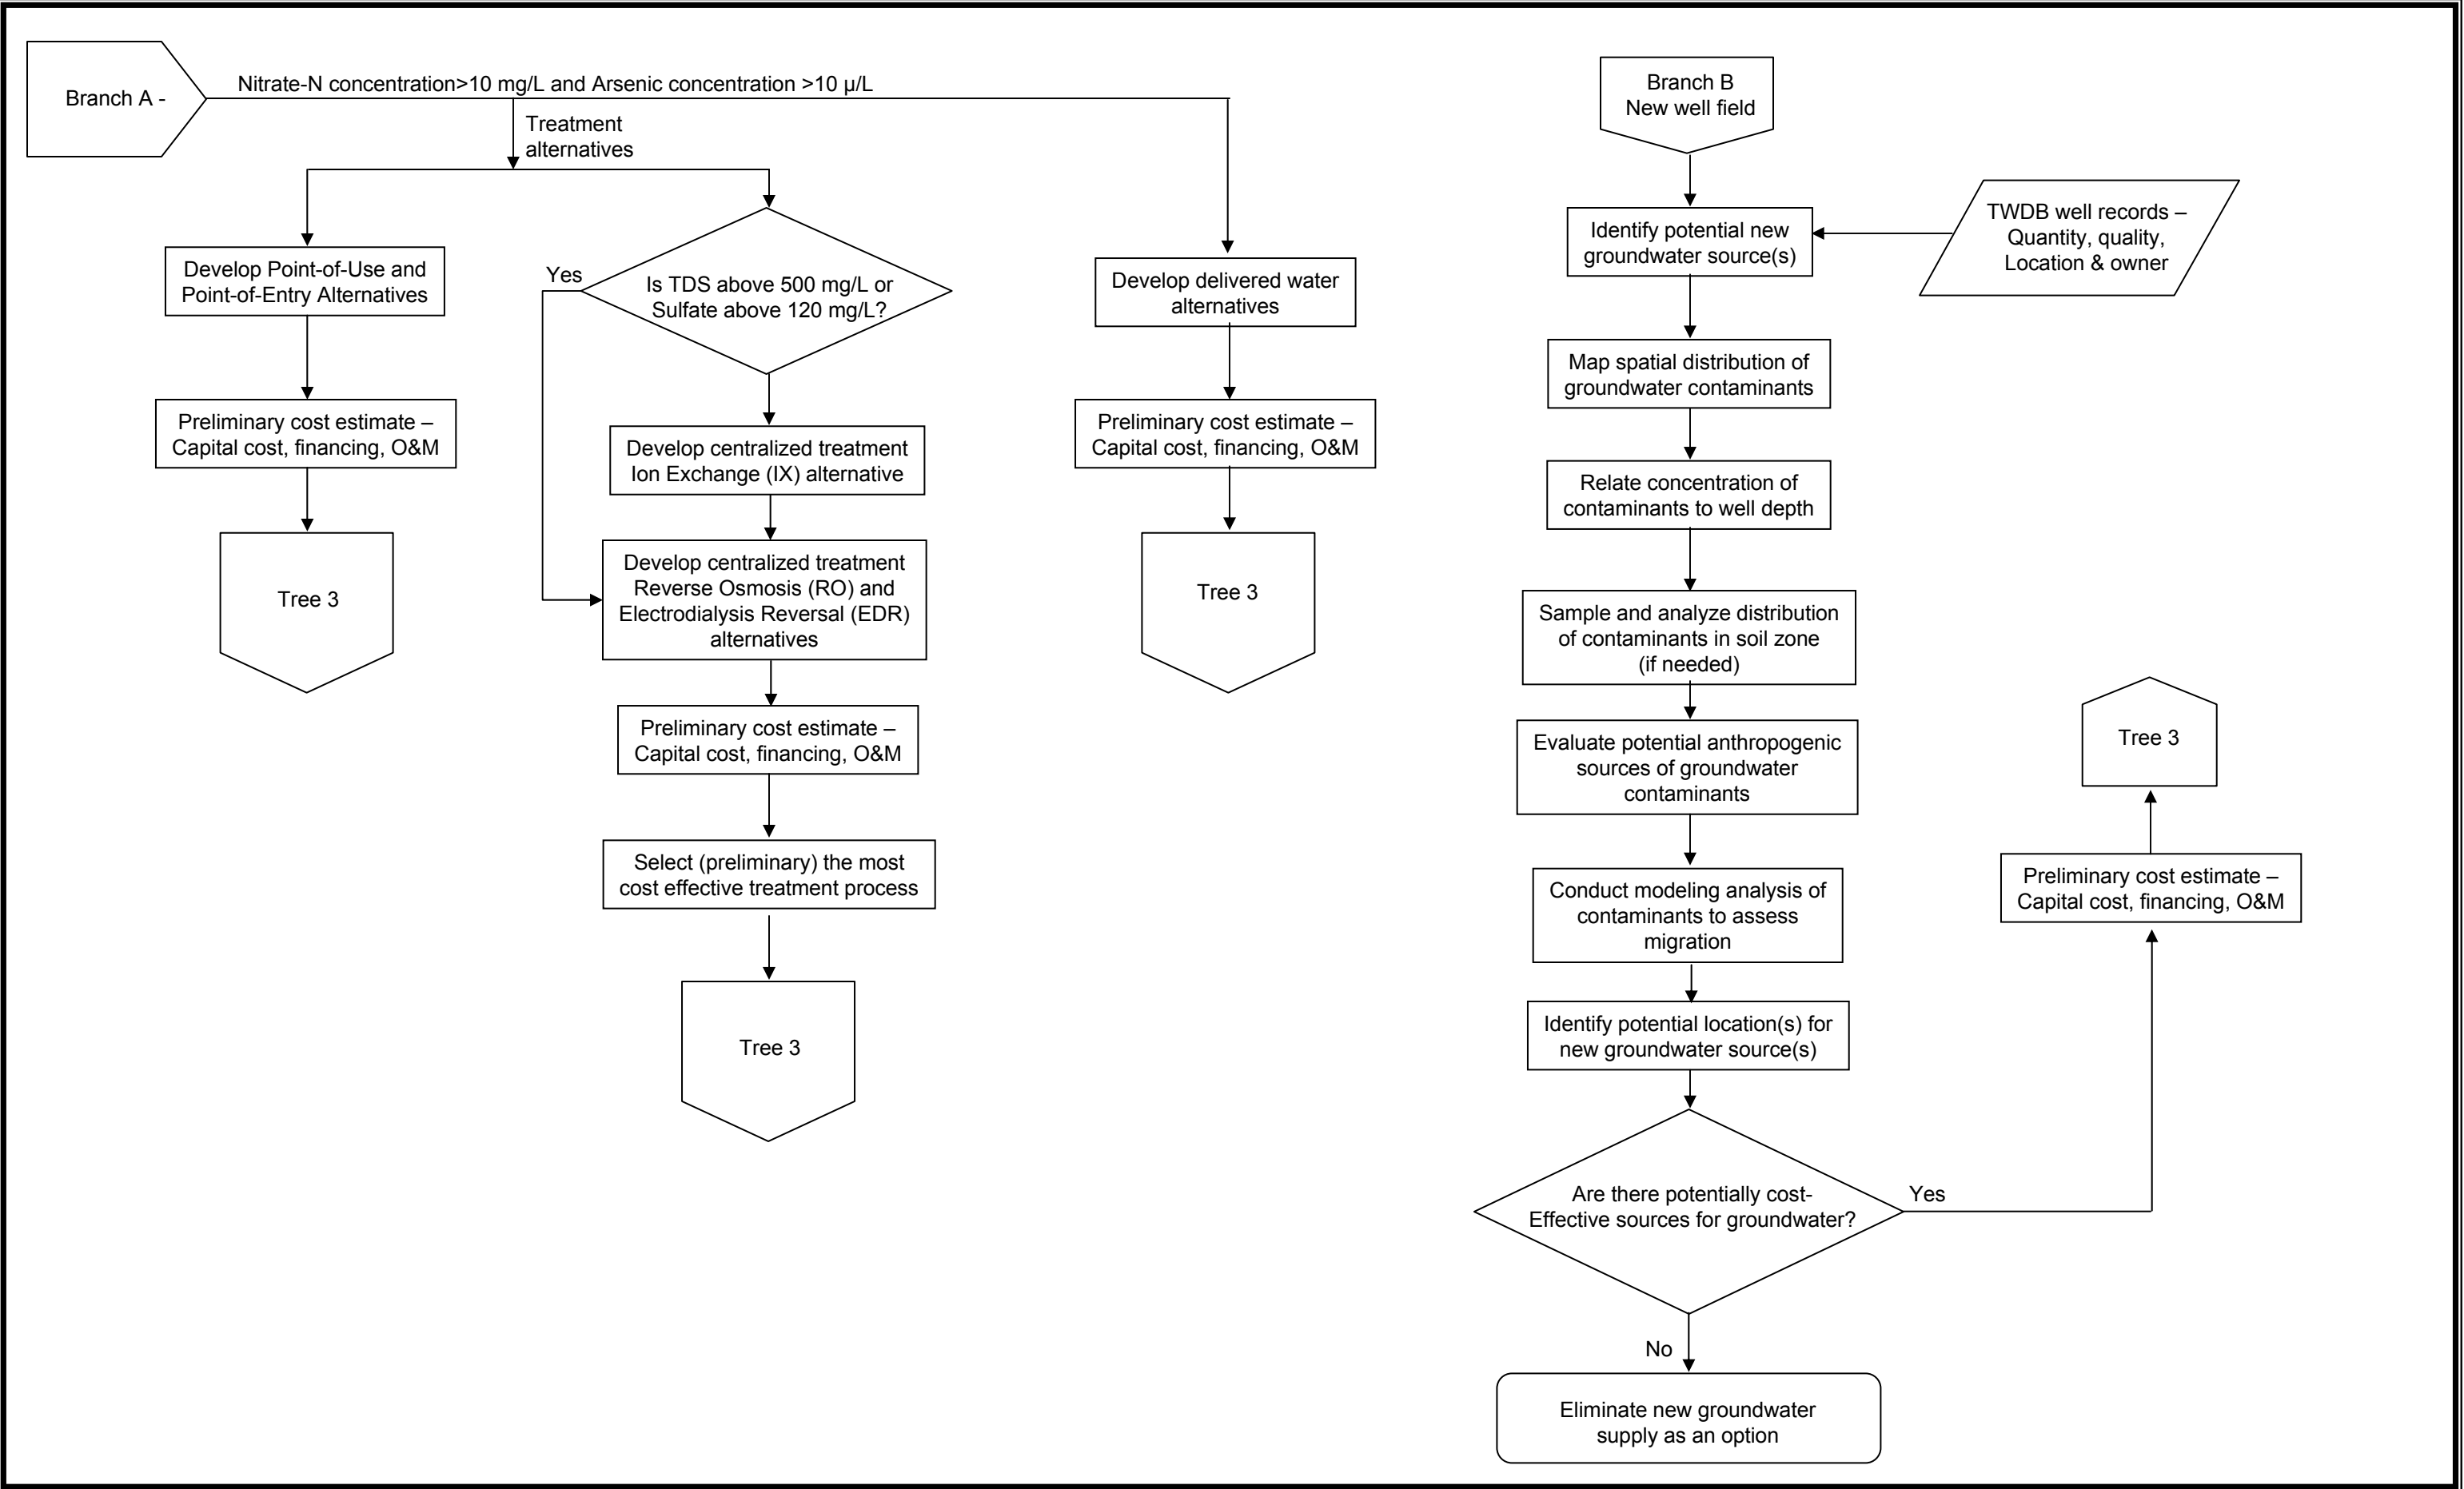 Branch A -
Nitrate-N concentration>10 mg/L and Arsenic concentration >10 µ/L
Treatment
alternatives
Develop Point-of-Use and
Point-of-Entry Alternatives
Preliminary cost estimate –
Capital cost, financing, O&M
Tree 3
Yes
Is TDS above 500 mg/L or
Sulfate above 120 mg/L?
Develop centralized treatment
Ion Exchange (IX) alternative
Develop centralized treatment
Reverse Osmosis (RO) and
Electrodialysis Reversal (EDR)
alternatives
Preliminary cost estimate –
Capital cost, financing, O&M
Select (preliminary) the most
cost effective treatment process
Tree 3
Develop delivered water
alternatives
Preliminary cost estimate –
Capital cost, financing, O&M
Tree 3
Branch B
New well field
Identify potential new
groundwater source(s)
TWDB well records –
Quantity, quality,
Location & owner
Map spatial distribution of
groundwater contaminants
Relate concentration of
contaminants to well depth
Sample and analyze distribution
of contaminants in soil zone
(if needed)
Evaluate potential anthropogenic
sources of groundwater
contaminants
Conduct modeling analysis of
contaminants to assess
migration
Identify potential location(s) for
new groundwater source(s)
Are there potentially cost-
Effective sources for groundwater?
Yes
Preliminary cost estimate –
Capital cost, financing, O&M
Tree 3
No
Eliminate new groundwater
supply as an option